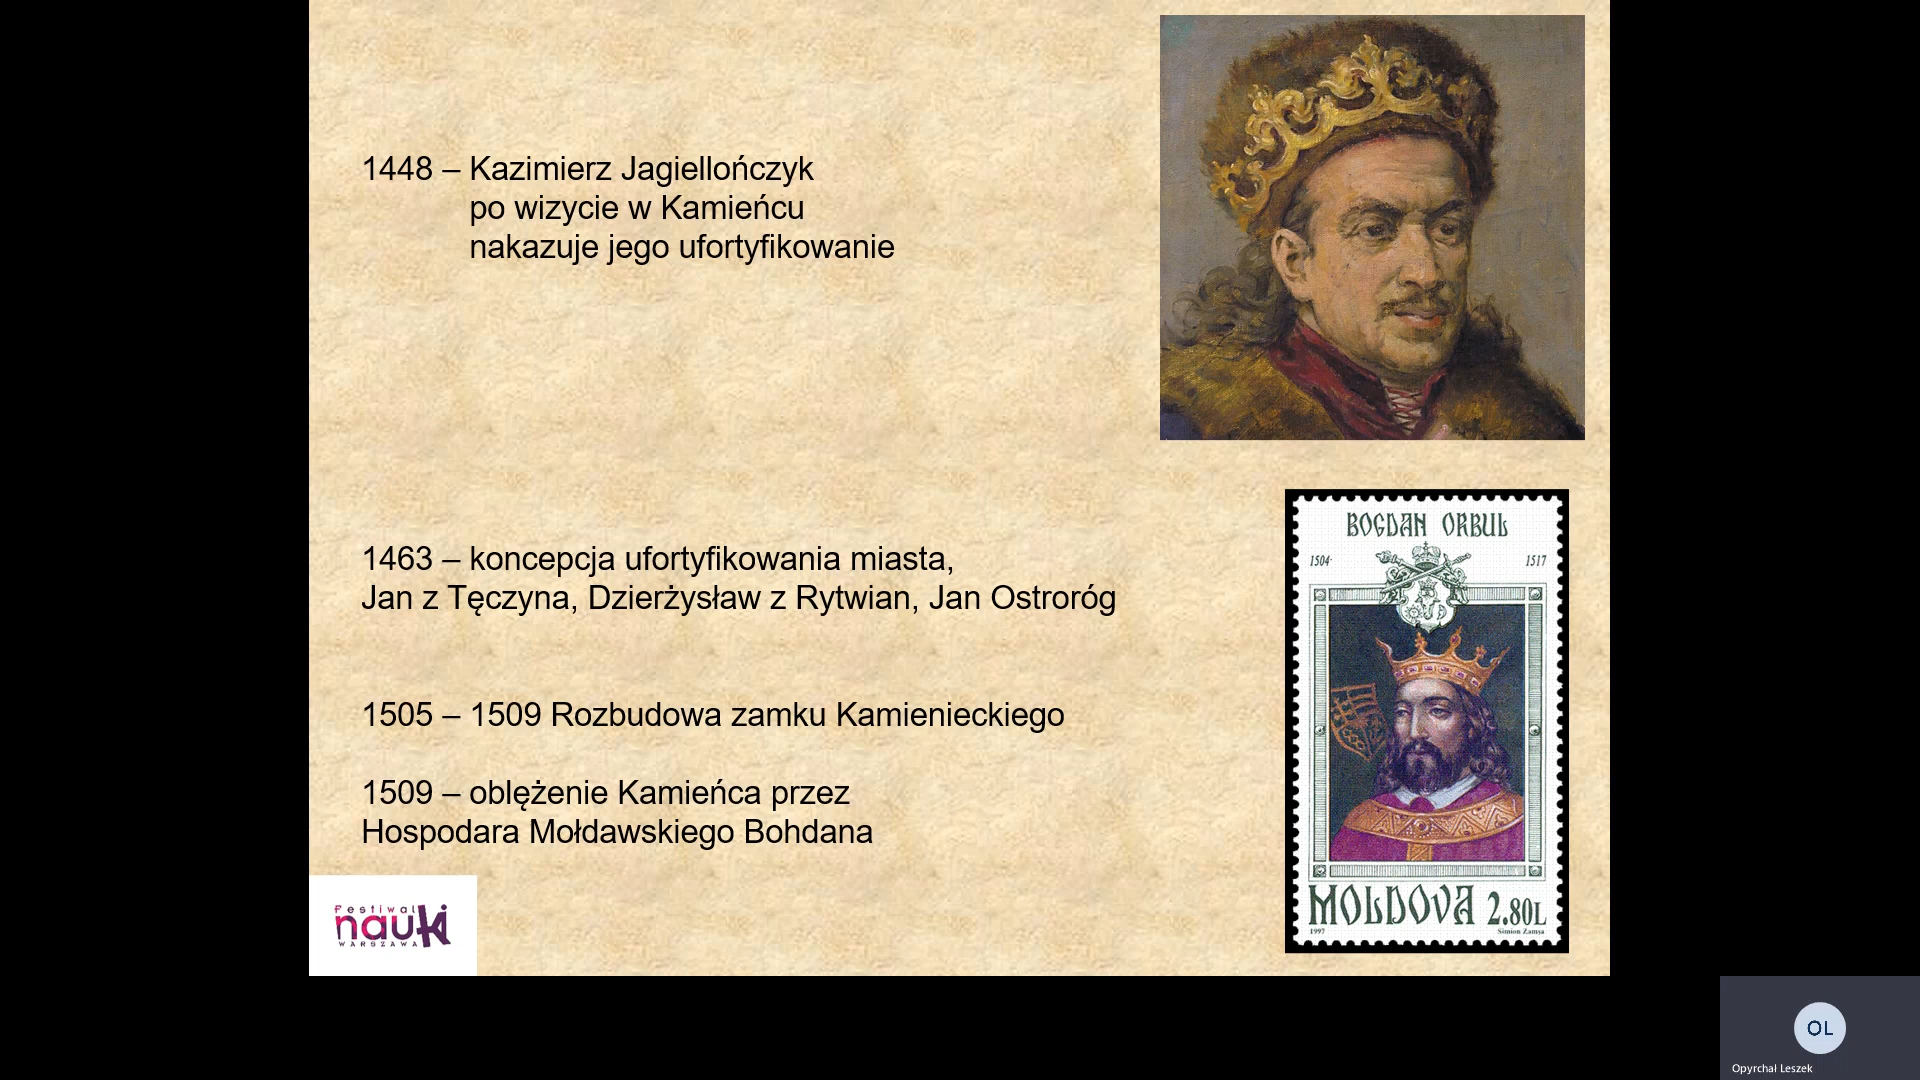 1448 – Kazimierz Jagiellończyk
po wizycie w Kamieńcu
nakazuje jego ufortyfikowanie
1463 – koncepcja ufortyfikowania miasta,
Jan z Tęczyna, Dzierżysław z Rytwian, Jan Ostroróg
1505 – 1509 Rozbudowa zamku Kamienieckiego
1509 – oblężenie Kamieńca przez
Hospodara Mołdawskiego Bohdana
BOGDAN ORBUL
1504 1517
MOLDOVA 2.80L
1997 Simion Zamșa
Festiwal
nauki
WARSZAWA
OL
Opyrchał Leszek